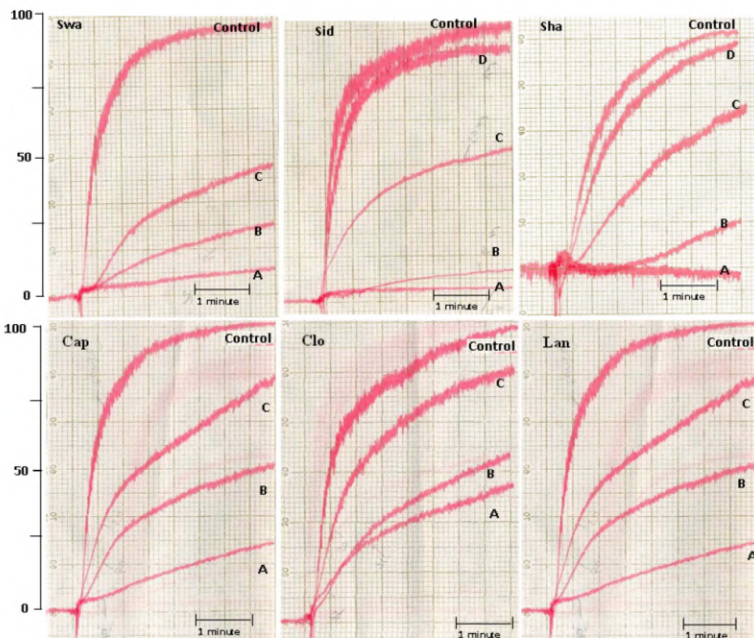 100
Swa
Control
Sid
Control
Sha
Control
D
D
50
C
C
C
B
B
B
A
A
A
0
1 minute
1 minute
1 minute
100
Cap
Control
Clo
Control
Lan
Control
C
C
C
50
B
B
B
A
A
A
0
1 minute
1 minute
1 minute